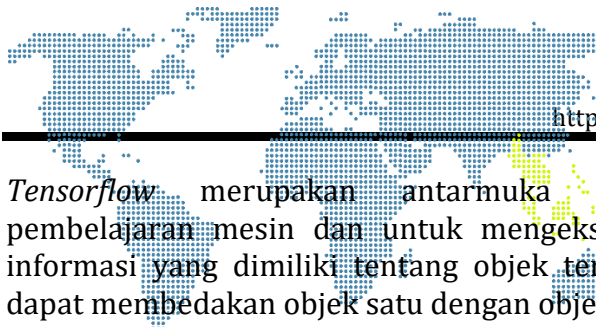 http
Tensorflow merupakan antarmuka
pembelajaran mesin dan untuk mengeks
informasi yang dimiliki tentang objek ter
dapat membedakan objek satu dengan obje